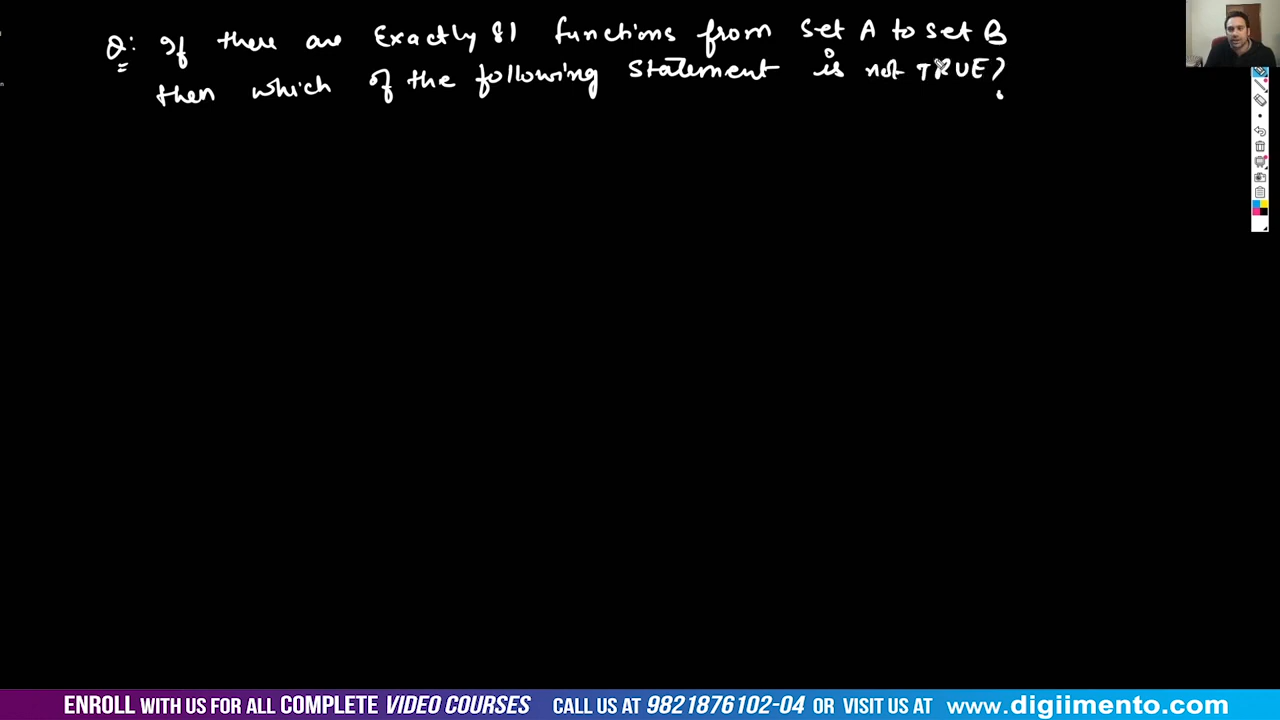 Q: If there are Exactly 81 functions from set A to set B
then which of the following statement is not TRUE?
ENROLL WITH US FOR ALL COMPLETE VIDEO COURSES CALL US AT 9821876102-04 OR VISIT US AT www.digiimento.com